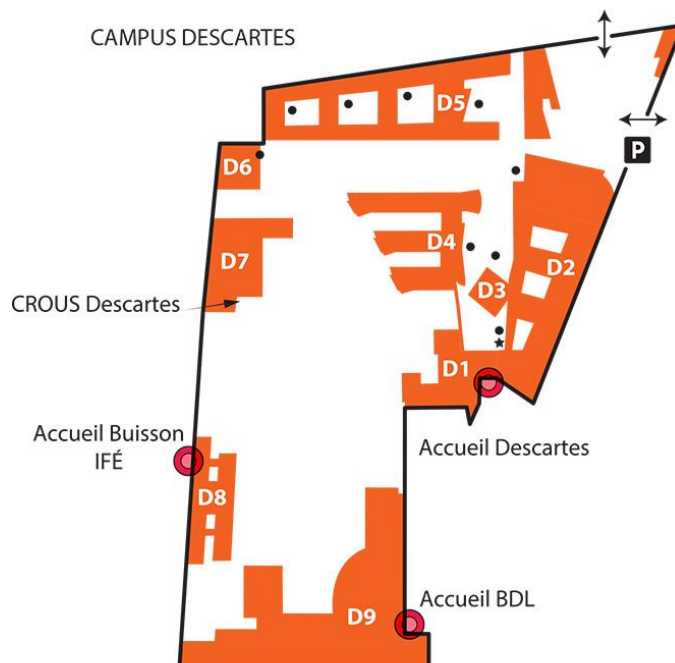 CAMPUS DESCARTES
D5
P
D6
D4
D2
D7
D3
CROUS Descartes
D1
Accueil Buisson
IFÉ
Accueil Descartes
D8
Accueil BDL
D9